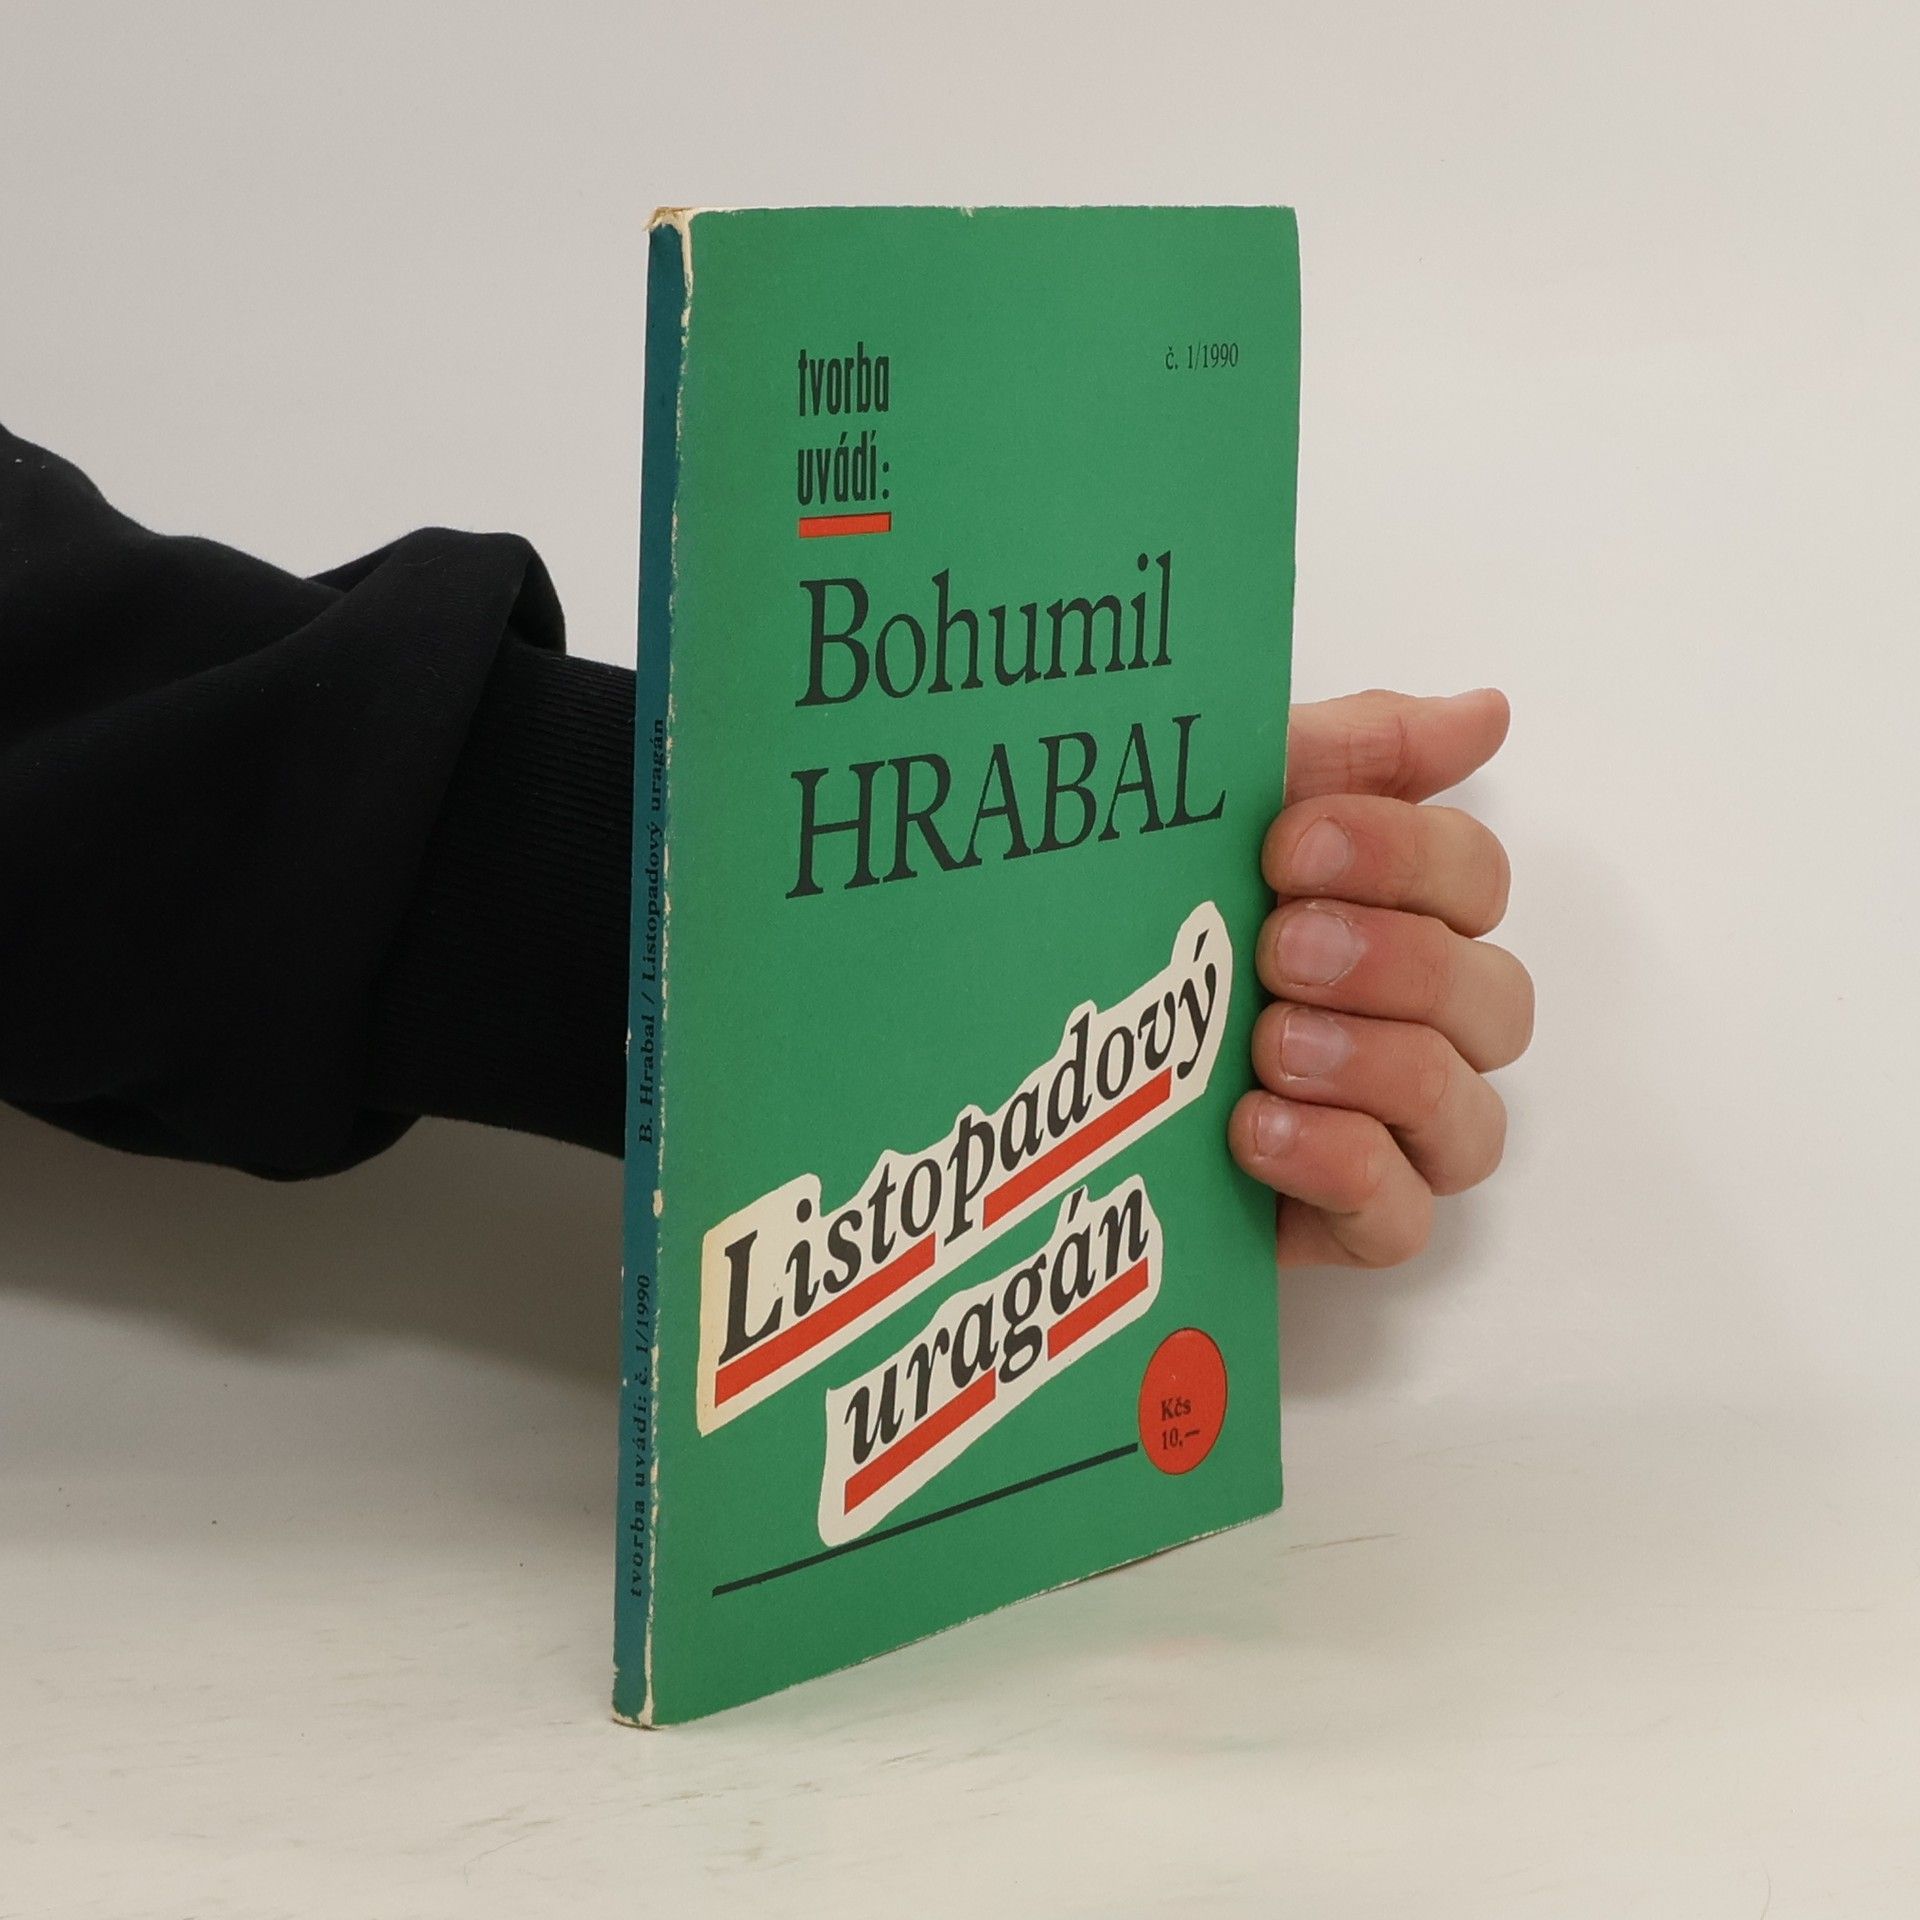 tvorba
uvádí:
č. 1/1990
Bohumil
HRABAL
Listopadový
uragán
Kčs
10,—
tvorba uvádí: č. 1/1990 B. Hrabal / Listopadový uragán